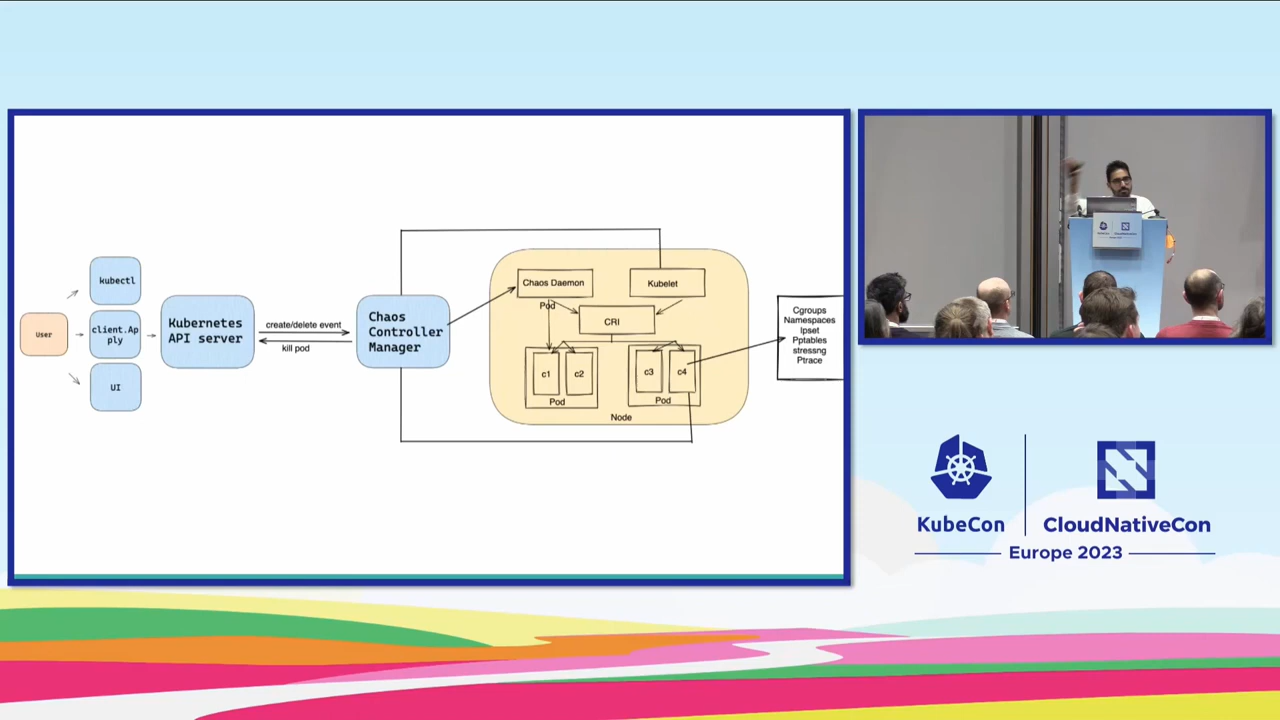 User
kubectl
client.Ap
ply
UI
Kubernetes
API server
create/delete event
kill pod
Chaos
Controller
Manager
Chaos Daemon
Pod
Kubelet
CRI
c1
c2
Pod
c3
c4
Pod
Node
Cgroups
Namespaces
Ipset
Pptables
stressng
Ptrace
KubeCon
CloudNativeCon
Europe 2023